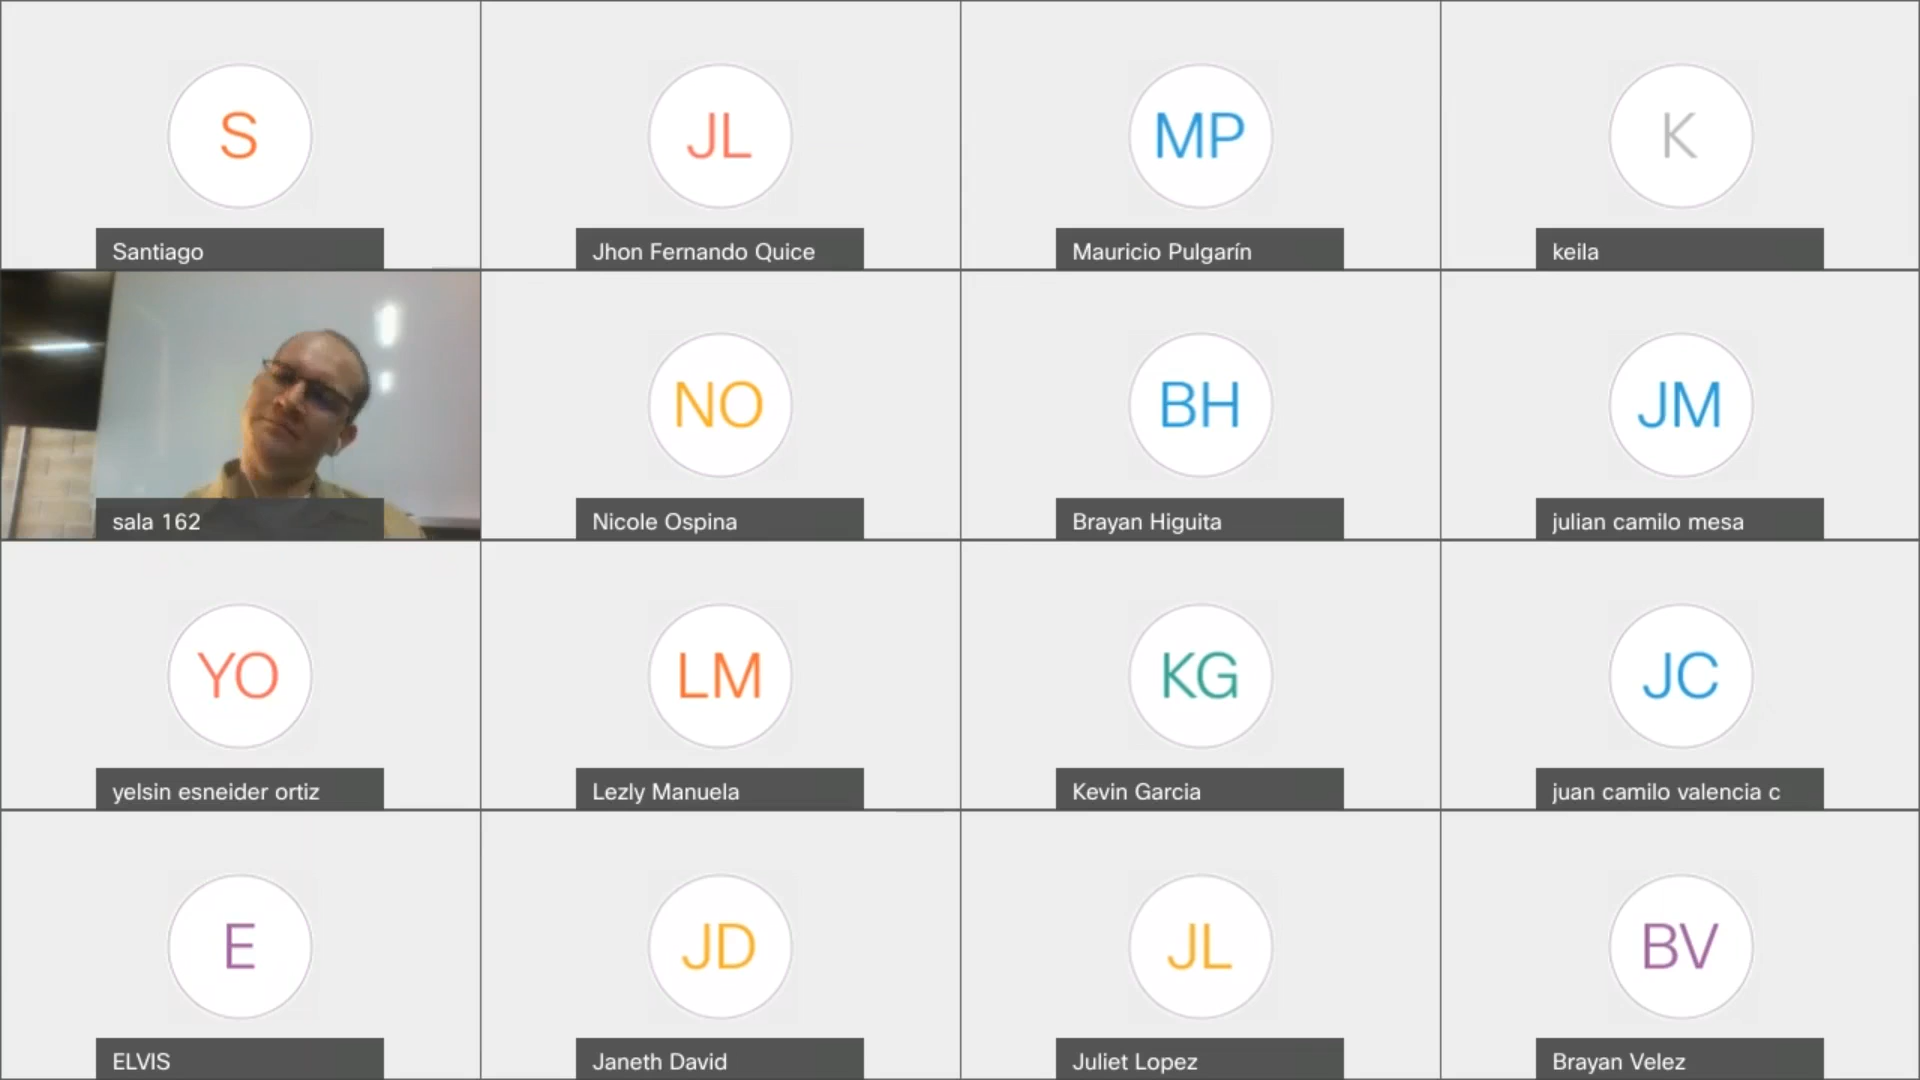 S
JL
MP
K
Santiago
Jhon Fernando Quice
Mauricio Pulgarín
keila
NO
BH
JM
sala 162
Nicole Ospina
Brayan Higuita
julian camilo mesa
YO
LM
KG
JC
yelsin esneider ortiz
Lezly Manuela
Kevin Garcia
juan camilo valencia c
E
JD
JL
BV
ELVIS
Janeth David
Juliet Lopez
Brayan Velez